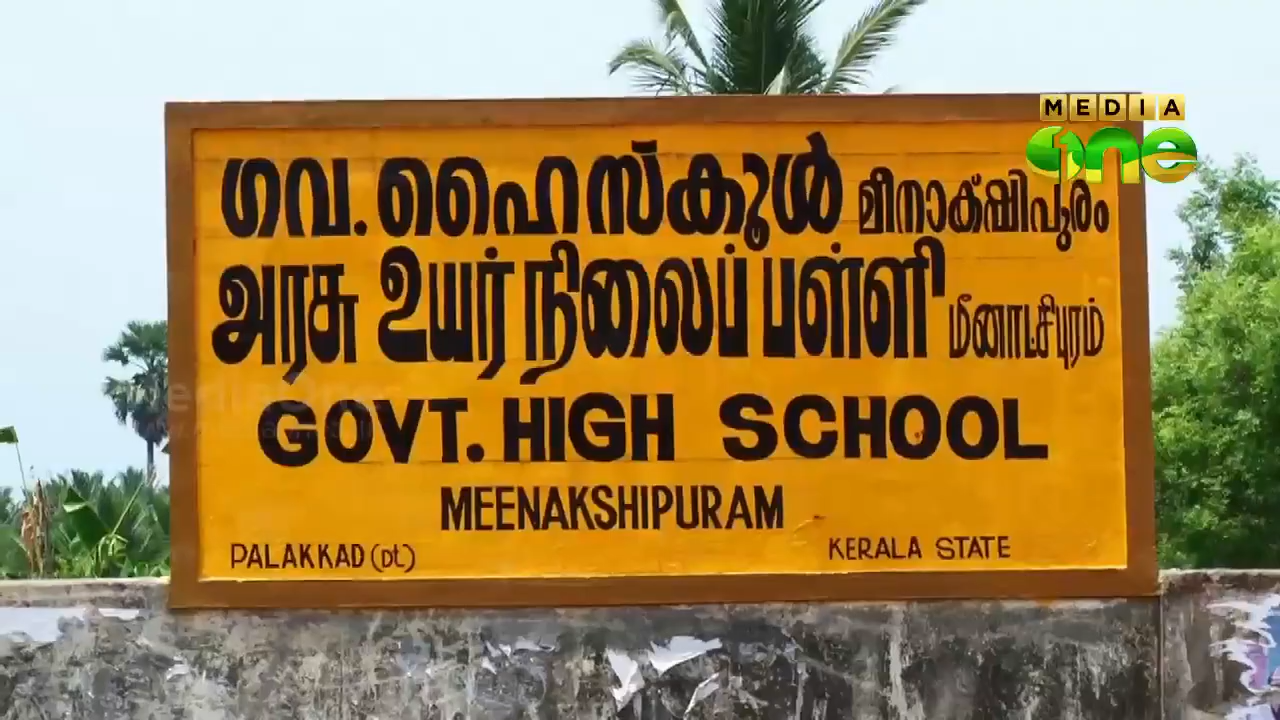 MEDIA
one
ഗവ. ഹൈസ്കൂൾ മീനാക്ഷിപുരം
அரசு உயர் நிலைப் பள்ளி மீனாட்சிபுரம்
GOVT. HIGH SCHOOL
MEENAKSHIPURAM
PALAKKAD (Dt)
KERALA STATE